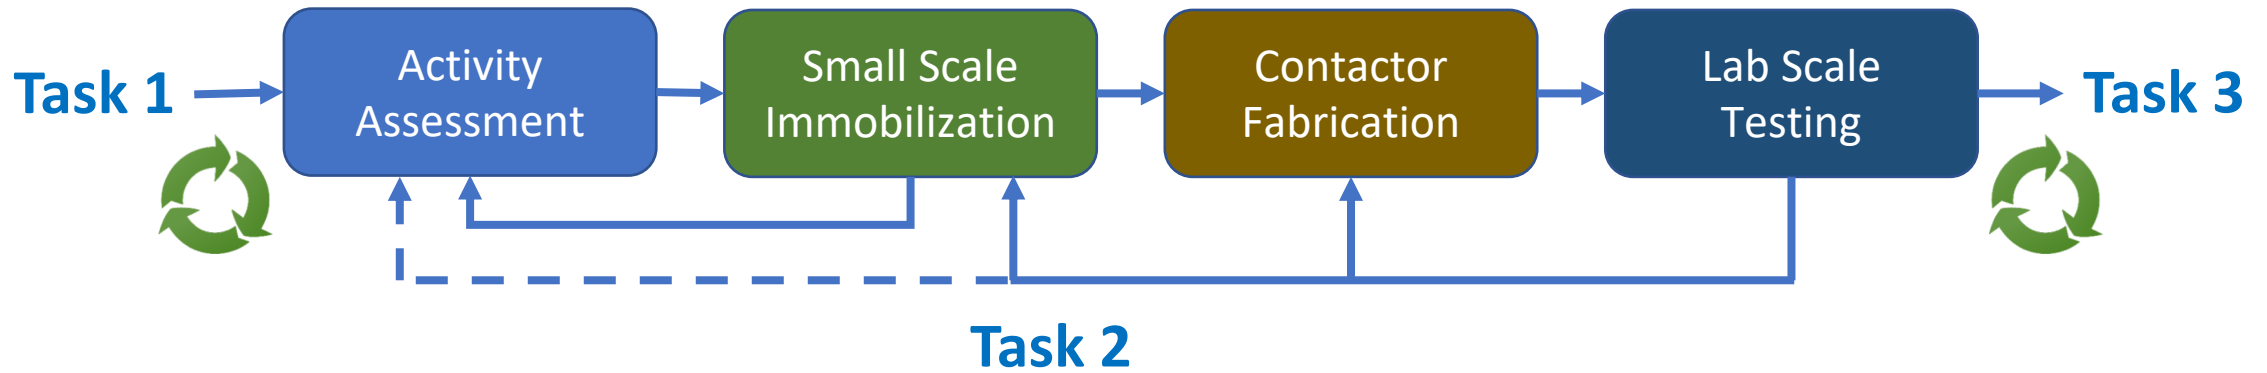 Task 1
Activity
Assessment
Small Scale
Immobilization
Contactor
Fabrication
Lab Scale
Testing
Task 3
Task 2